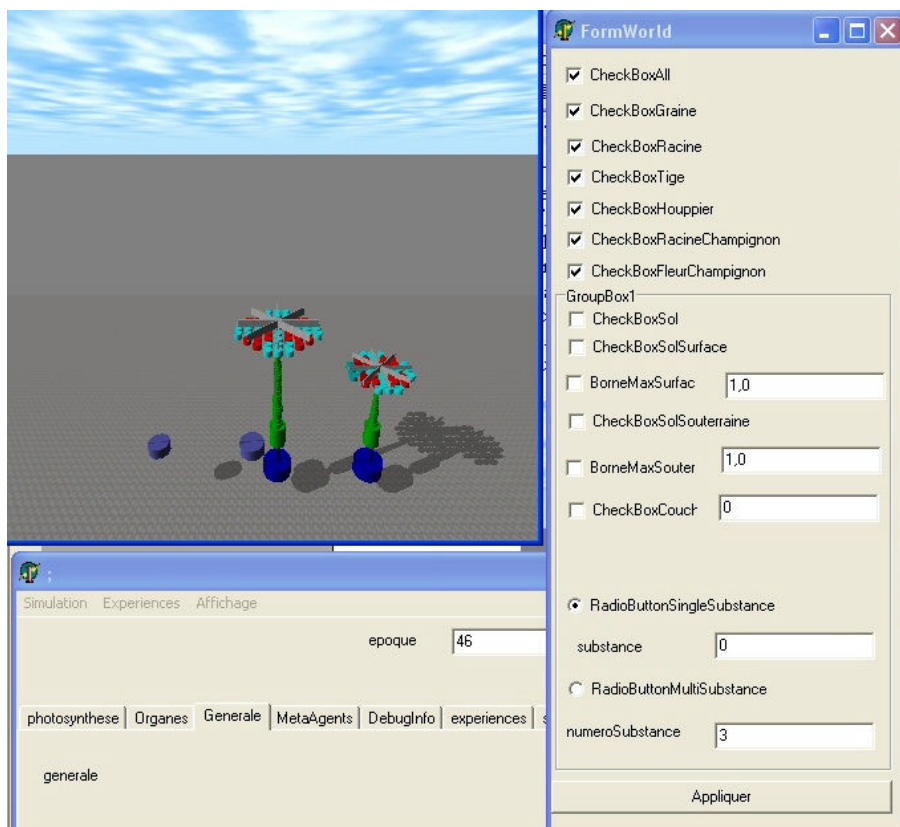 FormWorld
CheckBoxAll
CheckBoxGraine
CheckBoxRacine
CheckBoxTige
CheckBoxHouppier
CheckBoxRacineChampignon
CheckBoxFleurChampignon
GroupBox1
CheckBoxSol
CheckBoxSolSurface
BorneMaxSurfac 1,0
CheckBoxSolSouterraine
BorneMaxSouter 1,0
CheckBoxCouch 0
RadioButtonSingleSubstance
substance 0
RadioButtonMultiSubstance
numeroSubstance 3
Appliquer
;
Simulation Experiences Affichage
epoque 46
photosynthese Organes Generale MetaAgents DebugInfo experiences s
generale